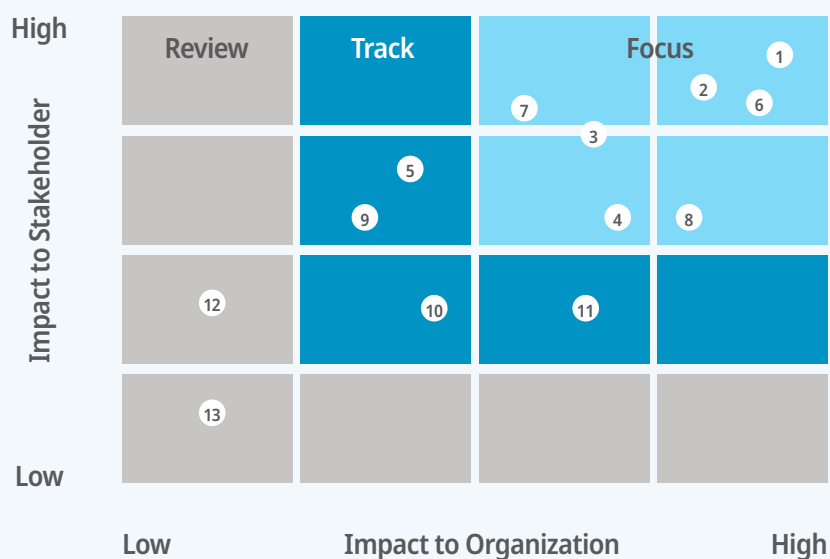 High
Review
Track
Focus
1
2
6
7
3
5
9
4
8
Impact to Stakeholder
12
10
11
13
Low
Low
Impact to Organization
High